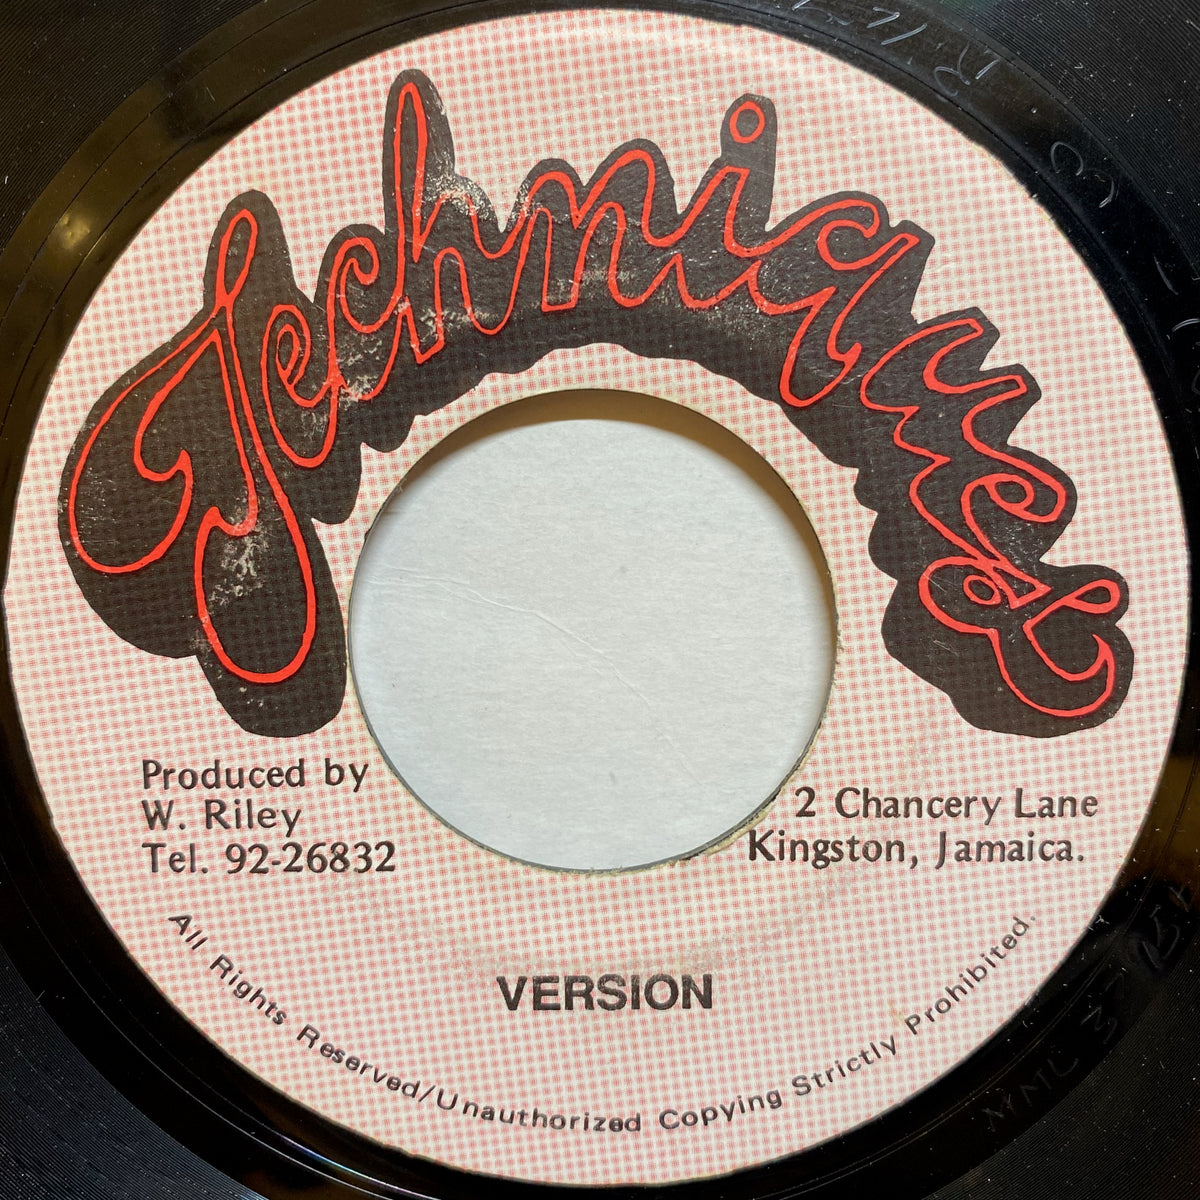 Techniques
Produced by
W. Riley
Tel. 92-26832
2 Chancery Lane
Kingston, Jamaica.
VERSION
All Rights Reserved/Unauthorized Copying Strictly Prohibited.